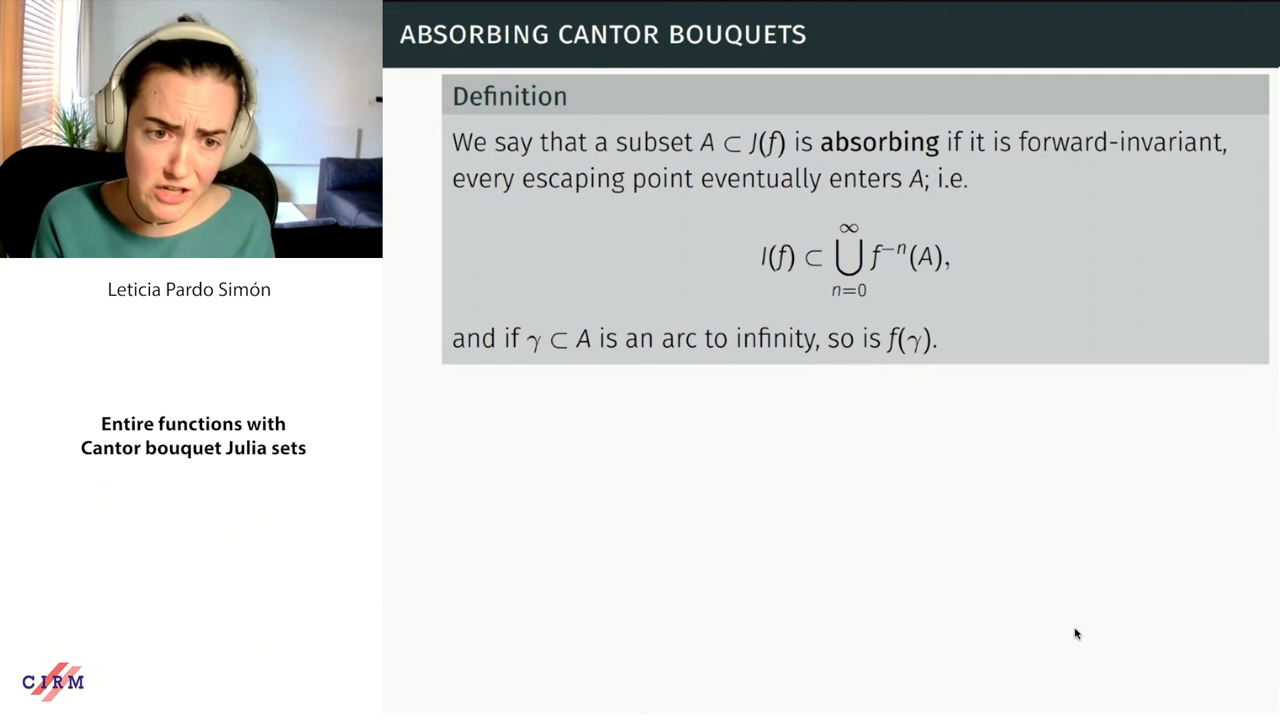 ABSORBING CANTOR BOUQUETS
Definition
We say that a subset A ⊂ J(f) is absorbing if it is forward-invariant,
every escaping point eventually enters A; i.e.
I(f) ⊂ ⋃_{n=0}^{∞} f^{−n}(A),
and if γ ⊂ A is an arc to infinity, so is f(γ).
Leticia Pardo Simón
Entire functions with
Cantor bouquet Julia sets
CIRM